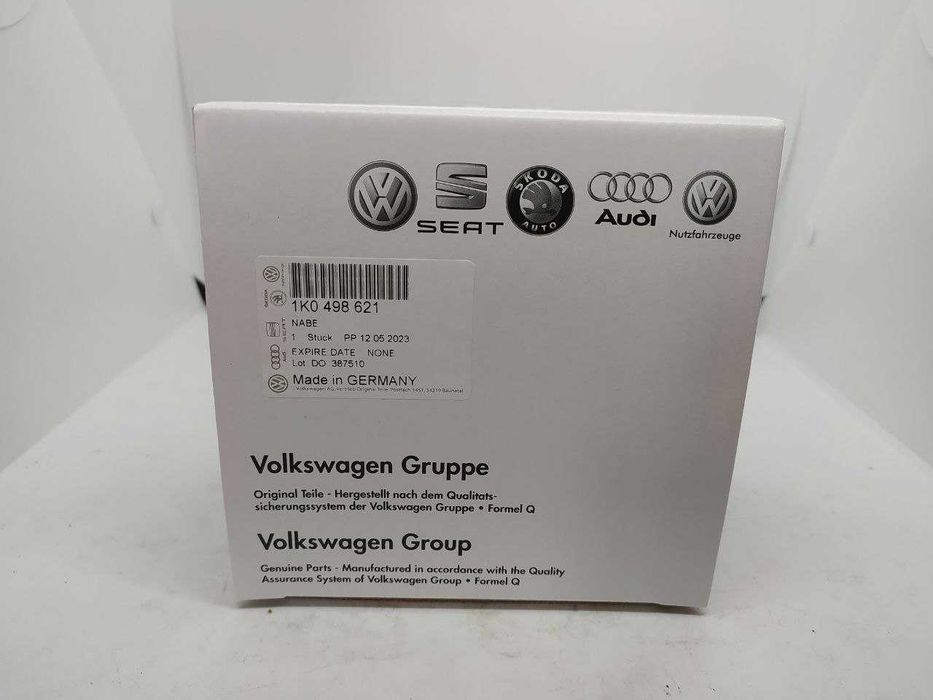 SEAT
SKODA
AUTO
Audi
Nutzfahrzeuge
1K0 498 621
NABE
1 Stuck PP 12.05.2023
EXPIRE DATE NONE
Lot DO 387510
Made in GERMANY
Volkswagen Gruppe
Original Teile - Hergestellt nach dem Qualitats-
sicherungssystem der Volkswagen Gruppe • Formel Q
Volkswagen Group
Genuine Parts - Manufactured in accordance with the Quality
Assurance System of Volkswagen Group • Formel Q